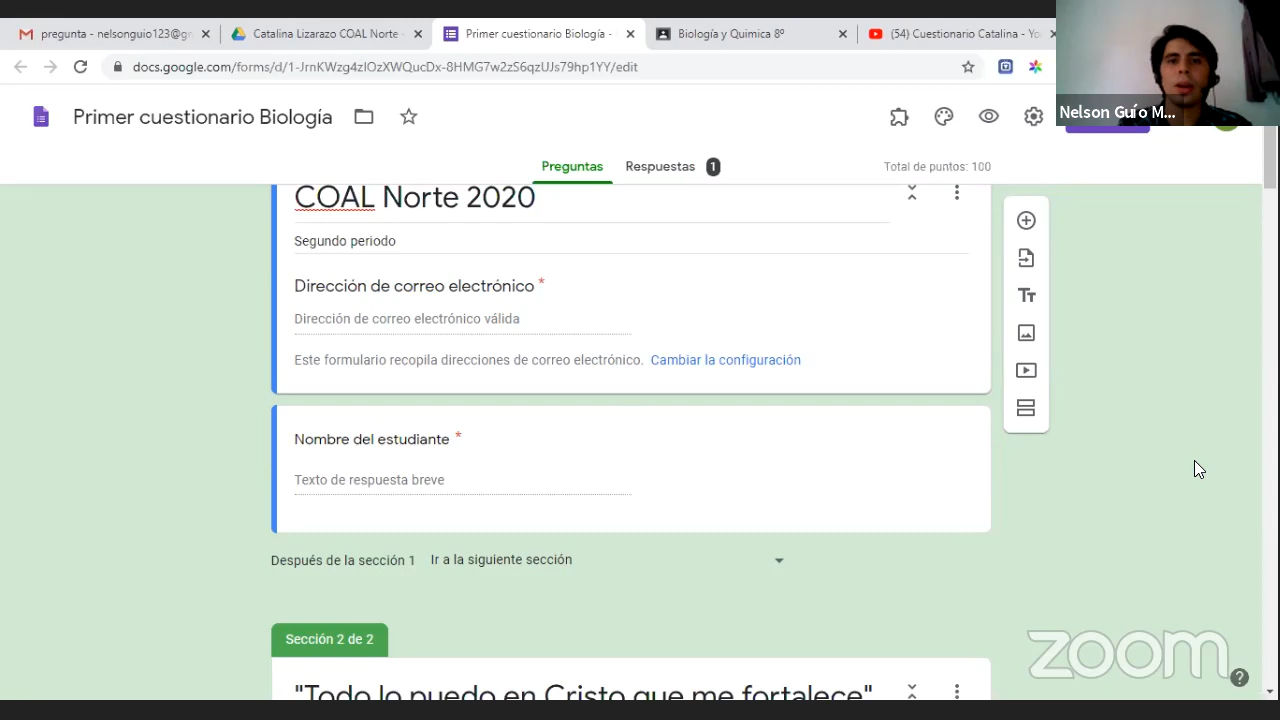 pregunta - nelsonguio123@gm
Catalina Lizarazo COAL Norte
Primer cuestionario Biología -
Biología y Quimica 8º
(54) Cuestionario Catalina - Yo
docs.google.com/forms/d/1-JrnKWzg4zIOzXWQucDx-8HMG7w2zS6qzUJs79hp1YY/edit
Nelson Guío M...
Primer cuestionario Biología
Preguntas
Respuestas 1
Total de puntos: 100
COAL Norte 2020
Segundo periodo
Dirección de correo electrónico *
Dirección de correo electrónico válida
Este formulario recopila direcciones de correo electrónico. Cambiar la configuración
Nombre del estudiante *
Texto de respuesta breve
Después de la sección 1 Ir a la siguiente sección
Sección 2 de 2
zoom
"Todo lo puedo en Cristo que me fortalece"